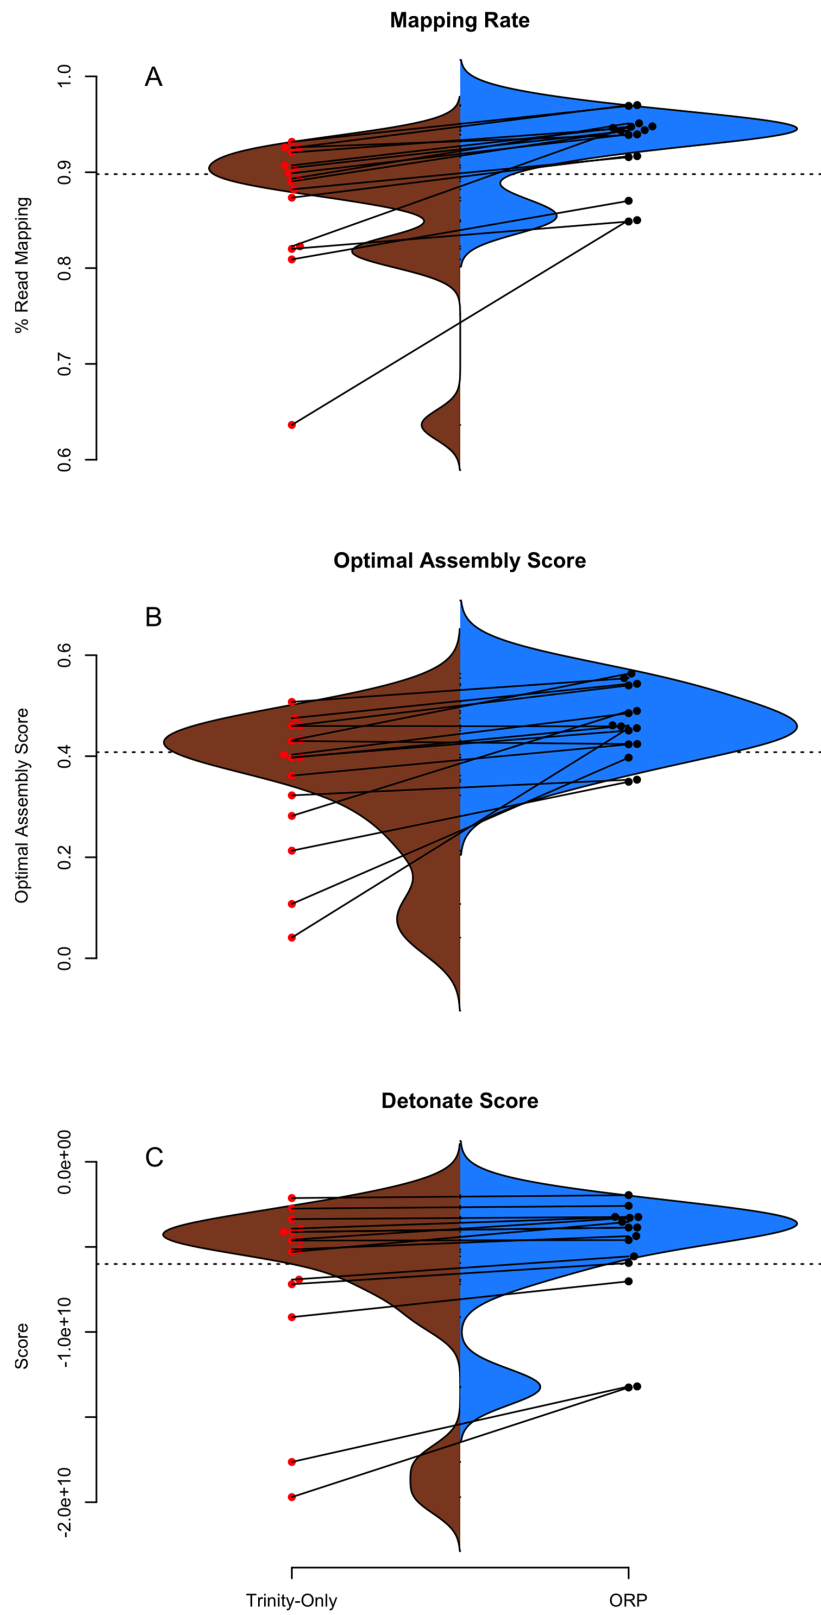 Mapping Rate
A
% Read Mapping
1.0
0.9
0.8
0.7
0.6
Optimal Assembly Score
B
Optimal Assembly Score
0.6
0.4
0.2
0.0
Detonate Score
C
Score
0.0e+00
-1.0e+10
-2.0e+10
Trinity-Only
ORP